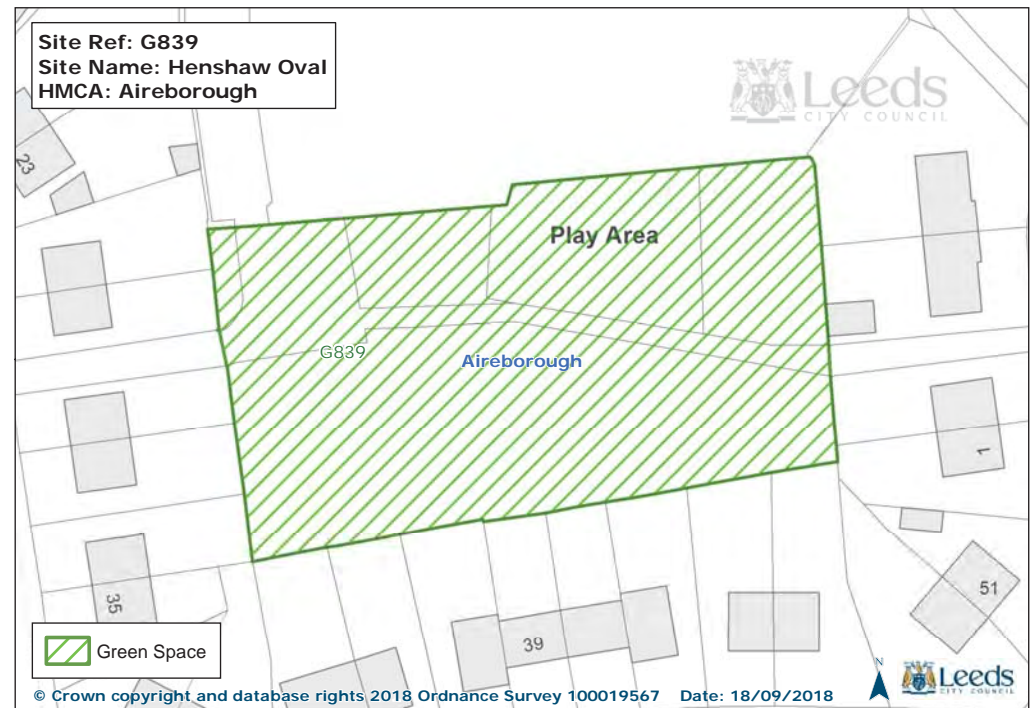 Site Ref: G839
Site Name: Henshaw Oval
HMCA: Aireborough
Leeds
CITY COUNCIL
23
Play Area
G839
Aireborough
1
35
39
51
Green Space
N
Leeds
CITY COUNCIL
© Crown copyright and database rights 2018 Ordnance Survey 100019567 Date: 18/09/2018